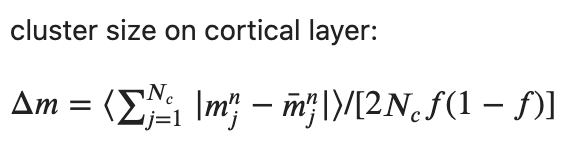 cluster size on cortical layer:
Δm = ⟨∑_{j=1}^{N_c} |m_j^n − m̄_j^n|⟩/[2N_c f(1 − f)]